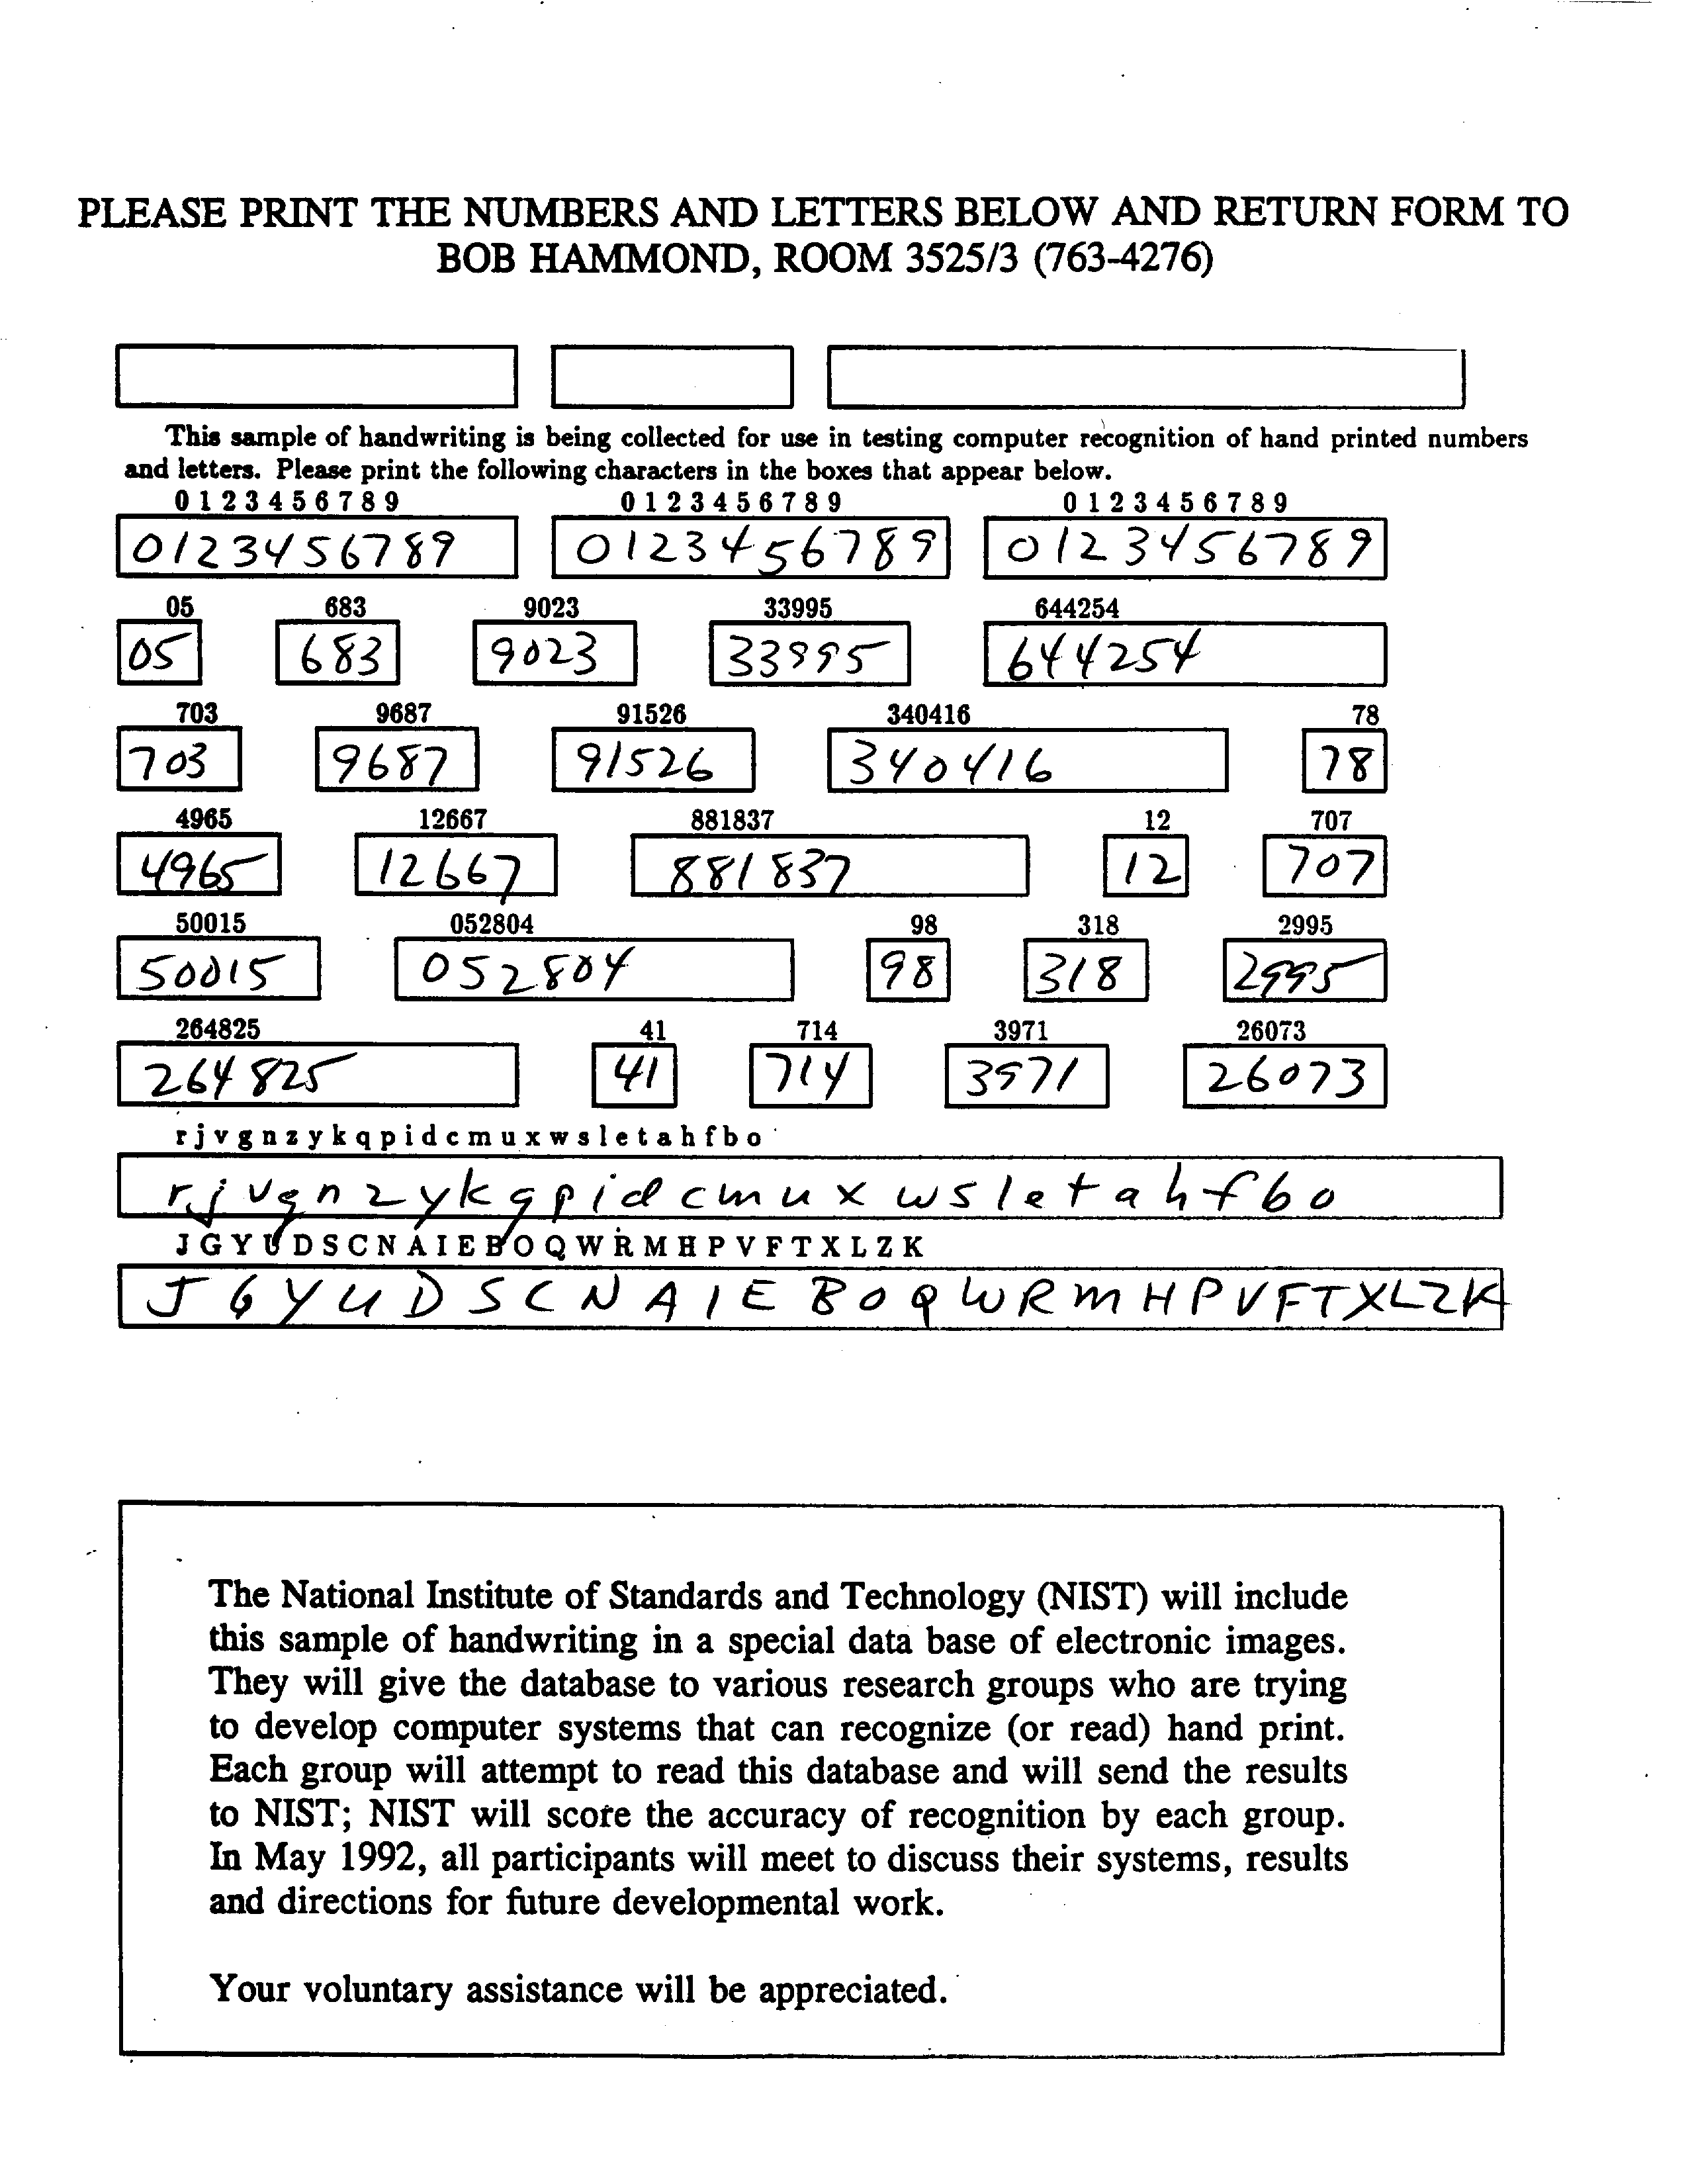 PLEASE PRINT THE NUMBERS AND LETTERS BELOW AND RETURN FORM TO
BOB HAMMOND, ROOM 3525/3 (763-4276)
This sample of handwriting is being collected for use in testing computer recognition of hand printed numbers
and letters. Please print the following characters in the boxes that appear below.
0 1 2 3 4 5 6 7 8 9 0 1 2 3 4 5 6 7 8 9 0 1 2 3 4 5 6 7 8 9
0123456789 0123456789 0123456789
05 683 9023 33995 644254
05 683 9023 33995 644254
703 9687 91526 340416 78
703 9687 91526 340416 78
4965 12667 881837 12 707
4965 12667 881837 12 707
50015 052804 98 318 2995
50015 052804 98 318 2995
264825 41 714 3971 26073
264825 41 714 3971 26073
r j v g n z y k q p i d c m u x w s l e t a h f b o
r j v g n z y k q p i d c m u x w s l e t a h f b o
J G Y U D S C N A I E B O Q W R M H P V F T X L Z K
J G Y U D S C N A I E B O Q W R M H P V F T X L Z K
The National Institute of Standards and Technology (NIST) will include
this sample of handwriting in a special data base of electronic images.
They will give the database to various research groups who are trying
to develop computer systems that can recognize (or read) hand print.
Each group will attempt to read this database and will send the results
to NIST; NIST will score the accuracy of recognition by each group.
In May 1992, all participants will meet to discuss their systems, results
and directions for future developmental work.
Your voluntary assistance will be appreciated.